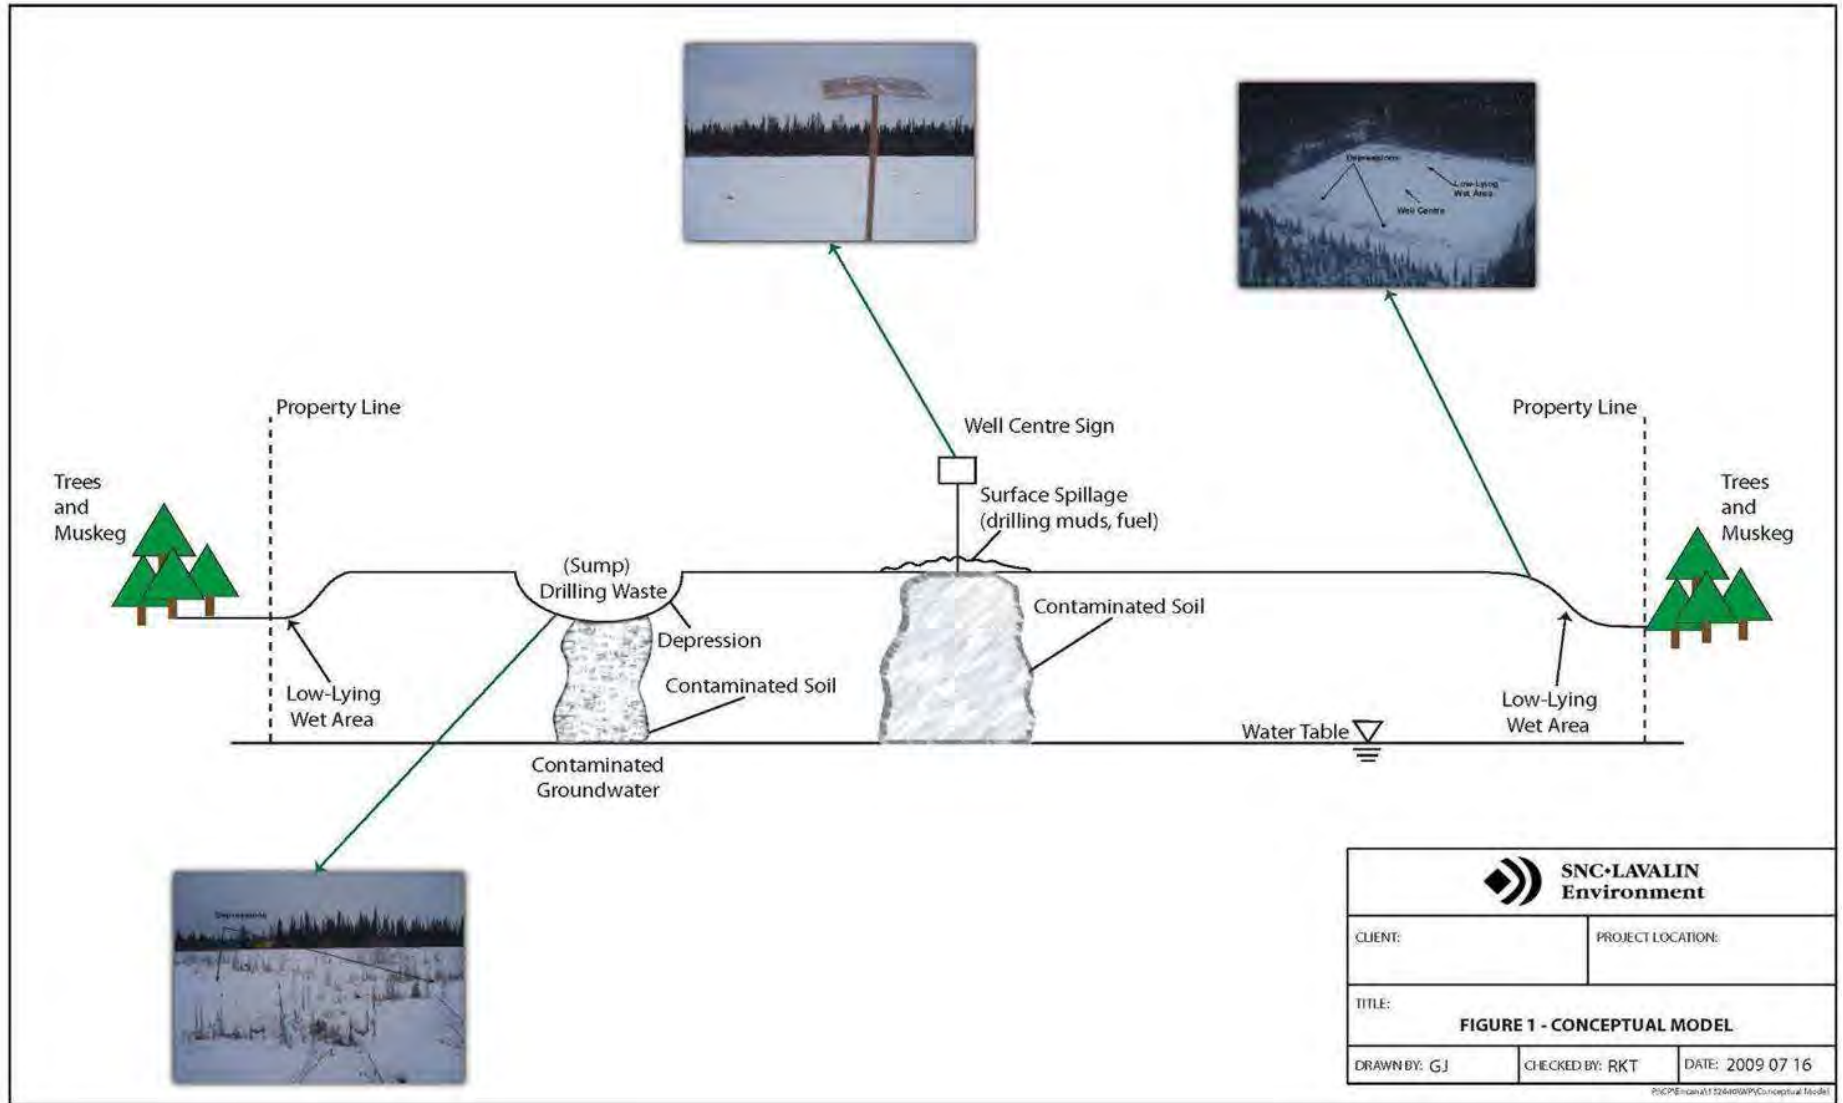 Depressions
Low-Lying
Wet Area
Well Centre
Property Line
Property Line
Well Centre Sign
Trees
and
Muskeg
Surface Spillage
(drilling muds, fuel)
Trees
and
Muskeg
(Sump)
Drilling Waste
Contaminated Soil
Depression
Contaminated Soil
Low-Lying
Wet Area
Low-Lying
Wet Area
Water Table
Contaminated
Groundwater
Depressions
SNC•LAVALIN
Environment
CLIENT:
PROJECT LOCATION:
TITLE:
FIGURE 1 - CONCEPTUAL MODEL
DRAWN BY: GJ
CHECKED BY: RKT
DATE: 2009 07 16